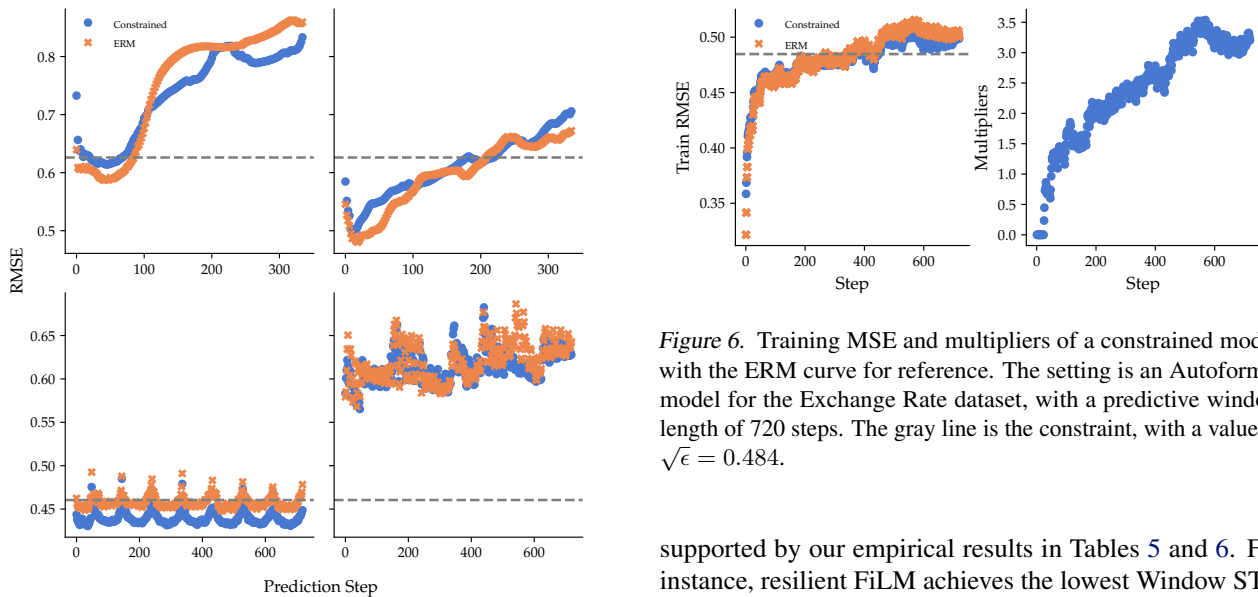 Constrained
ERM
0.8
0.7
0.6
0.5
0 100 200 300
0 100 200 300
RMSE
0.65
0.60
0.55
0.50
0.45
0 200 400 600
0 200 400 600
Prediction Step
Constrained
ERM
0.50
0.45
0.40
0.35
Train RMSE
0 200 400 600
Step
3.5
3.0
2.5
2.0
1.5
1.0
0.5
0.0
Multipliers
0 200 400 600
Step
Figure 6. Training MSE and multipliers of a constrained
with the ERM curve for reference. The setting is an
model for the Exchange Rate dataset, with a predictive
length of 720 steps. The gray line is the constraint, with a value
√ϵ = 0.484.
supported by our empirical results in Tables 5 and 6.
instance, resilient FiLM achieves the lowest Window